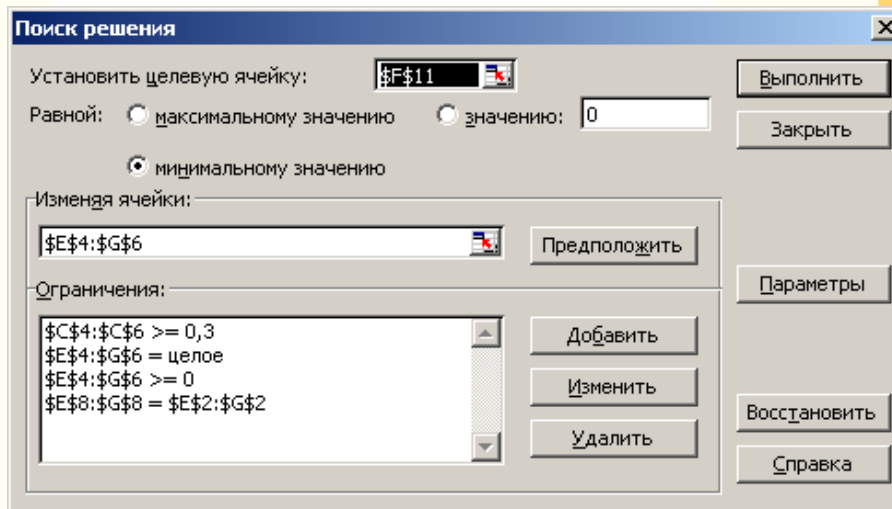 Поиск решения
Установить целевую ячейку: $F$11
Равной: максимальному значению значению: 0
минимальному значению
Изменяя ячейки:
$E$4:$G$6 Предположить
Ограничения:
$C$4:$C$6 >= 0,3
$E$4:$G$6 = целое
$E$4:$G$6 >= 0
$E$8:$G$8 = $E$2:$G$2
Добавить
Изменить
Удалить
Выполнить
Закрыть
Параметры
Восстановить
Справка